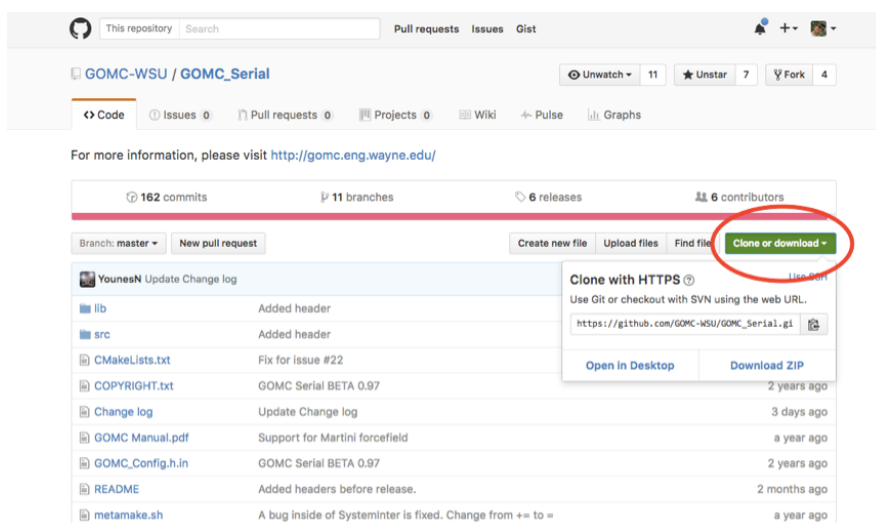 This repository Search Pull requests Issues Gist
GOMC-WSU / GOMC_Serial Unwatch 11 Unstar 7 Fork 4
Code Issues 0 Pull requests 0 Projects 0 Wiki Pulse Graphs
For more information, please visit http://gomc.eng.wayne.edu/
162 commits 11 branches 6 releases 6 contributors
Branch: master New pull request Create new file Upload files Find file Clone or download
YounesN Update Change log
Clone with HTTPS Use SSH
Use Git or checkout with SVN using the web URL.
https://github.com/GOMC-WSU/GOMC_Serial.gi
Open in Desktop Download ZIP
lib Added header
src Added header
CMakeLists.txt Fix for issue #22
COPYRIGHT.txt GOMC Serial BETA 0.97 2 years ago
Change log Update Change log 3 days ago
GOMC Manual.pdf Support for Martini forcefield a year ago
GOMC_Config.h.in GOMC Serial BETA 0.97 2 years ago
README Added headers before release. 2 months ago
metamake.sh A bug inside of SystemInter is fixed. Change from += to = a year ago